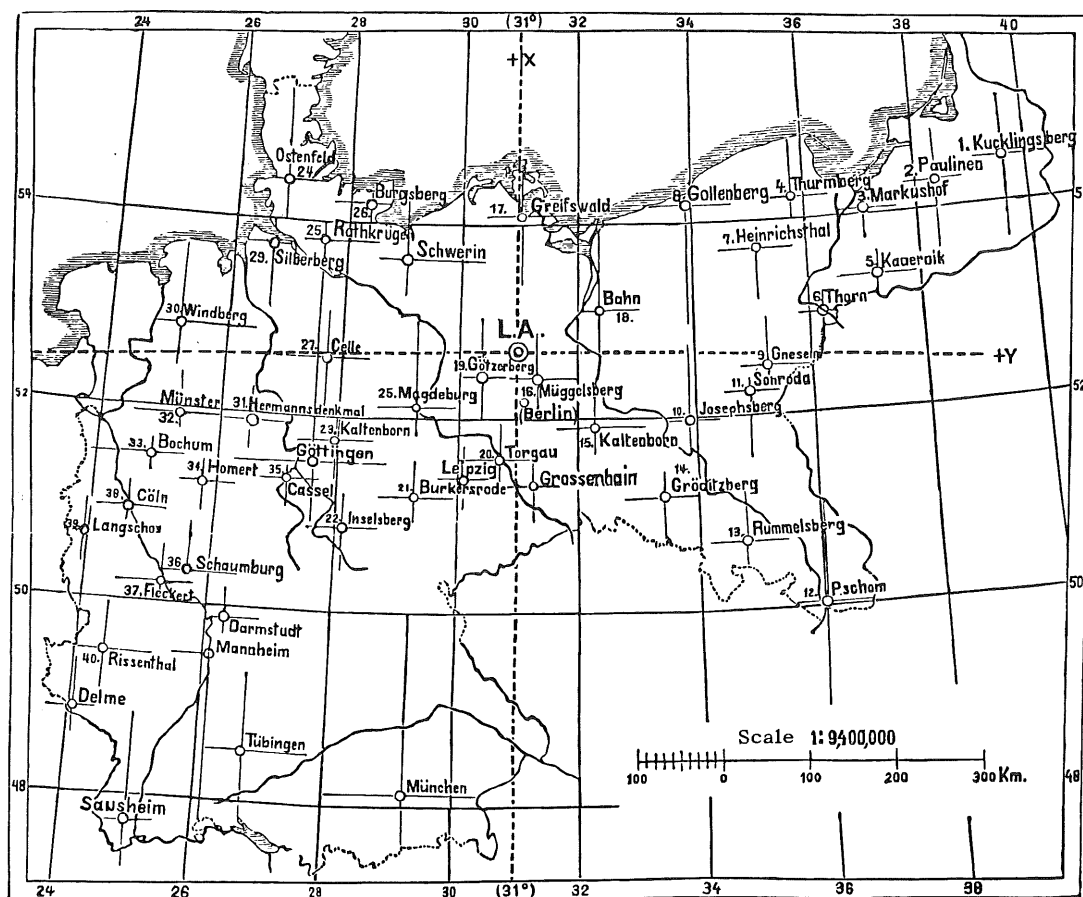 24 25 26 28 30 (31°) 32 34 36 38 40
+X
1. Kucklingsberg
Ostenfeld
24.
2. Paulinen
54
Burgsberg
26.
17. Greifswald
8. Gollenberg
4. Thurmberg
3. Markushof
54
25. Rathkrügen
7. Heinrichsthal
29. Silberberg
Schwerin
5.
6. Thorn
30. Windberg
Bahn
18.
L.A.
27. Celle
+Y
9. Gnesen
19. Götzerberg
52
11. Sonroda
52
25. Magdeburg
16. Müggelsberg
(Berlin)
Münster
32.
31. Hermannsdenkmal
10. Josephsberg
23. Kaltenborn
15. Kaltenborn
33. Bochum
Göttingen
20. Torgau
34. Homert
35.
Cassel
Leipzig
Grossenhain
14. Gröditzberg
38. Cöln
21. Burkersrode
39. Langschos
22. Inselsberg
13. Rummelsberg
36. Schaumburg
50
37. Fleckert
50
12. Pschom
Darmstadt
40. Rissenthal
Mannheim
Delme
Tübingen
Scale 1:9,400,000
100 0 100 200 300 Km.
48
München
48
Sausheim
24 26 28 30 (31°) 32 34 36 38